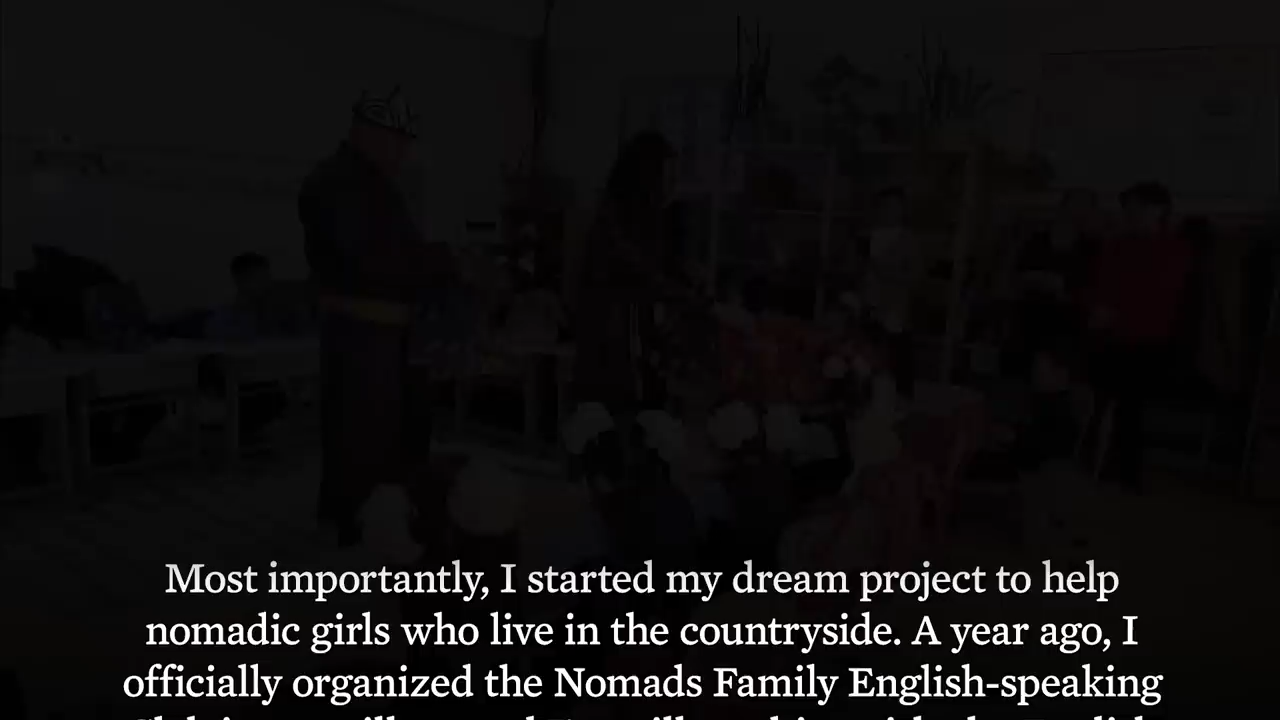 Most importantly, I started my dream project to help
nomadic girls who live in the countryside. A year ago, I
officially organized the Nomads Family English-speaking